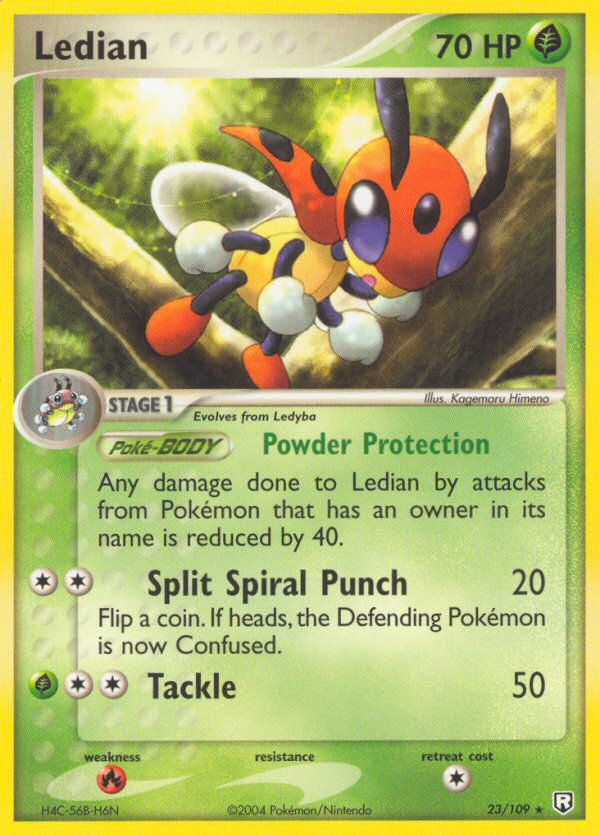 Ledian 70 HP
Illus. Kagemaru Himeno
STAGE 1
Evolves from Ledyba
Poké-BODY Powder Protection
Any damage done to Ledian by attacks
from Pokémon that has an owner in its
name is reduced by 40.
Split Spiral Punch 20
Flip a coin. If heads, the Defending Pokémon
is now Confused.
Tackle 50
weakness resistance retreat cost
H4C-56B-H6N ©2004 Pokémon/Nintendo 23/109 ★ R